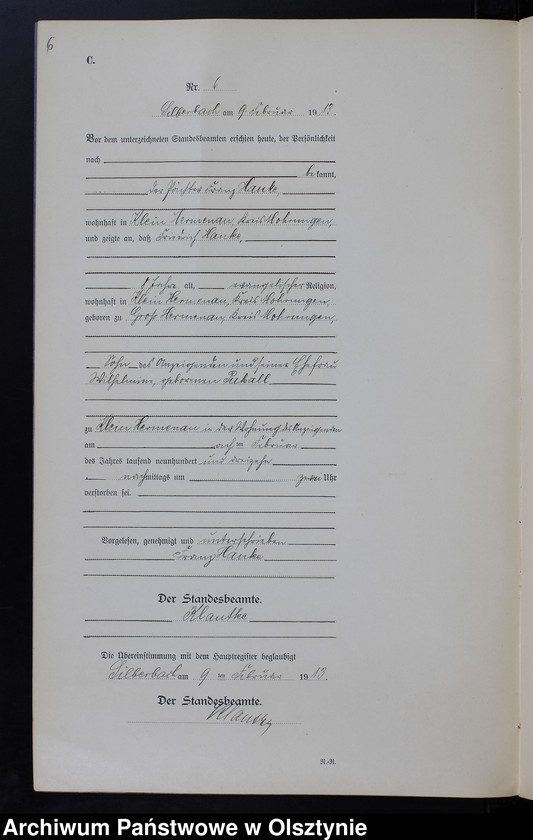 6
C.
Nr. 6
Silberbach am 9 Februar 1913.
Vor dem unterzeichneten Standesbeamten erschien heute, der Persönlichkeit
nach
bekannt,
der Pächter Franz Hanke,
wohnhaft in Klein Hermenau, Kreis Mohrungen,
und zeigte an, daß Friedrich Hanke,
Jahre alt, evangelischer Religion,
wohnhaft in Klein Hermenau, Kreis Mohrungen,
geboren zu Groß Hermenau, Kreis Mohrungen,
Sohn des Anzeigenden und seiner Ehefrau
Wilhelmine, geborenen
zu Klein Hermenau in der Wohnung des Anzeigenden
am achten Februar
des Jahres tausend neunhundert und dreizehn
nachmittags um zwei Uhr
verstorben sei.
Vorgelesen, genehmigt und unterschrieben
Franz Hanke
Der Standesbeamte.
Klautke
Die Übereinstimmung mit dem Hauptregister beglaubigt
Silberbach am 9 ten Februar 1913.
Der Standesbeamte.
Klautke
R.-R.
Archiwum Państwowe w Olsztynie